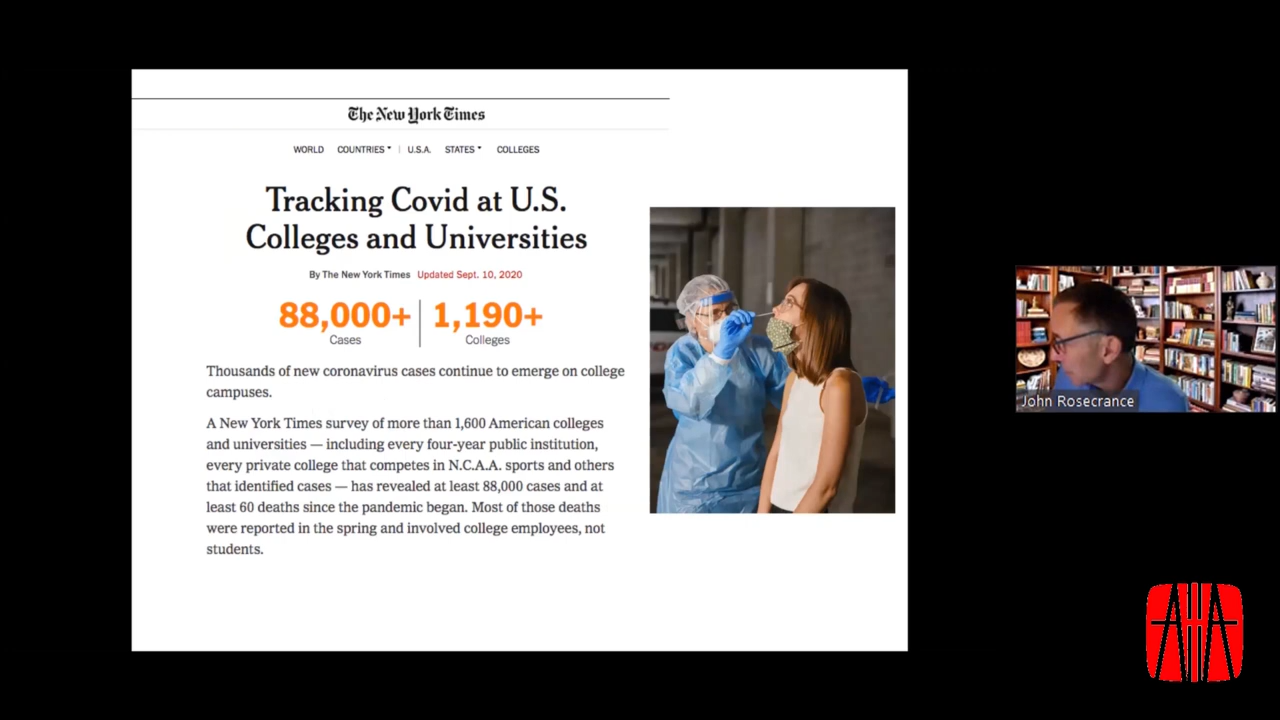 The New York Times
WORLD COUNTRIES | U.S.A. STATES COLLEGES
Tracking Covid at U.S.
Colleges and Universities
By The New York Times Updated Sept. 10, 2020
88,000+ 1,190+
Cases Colleges
Thousands of new coronavirus cases continue to emerge on college
campuses.
A New York Times survey of more than 1,600 American colleges
and universities — including every four-year public institution,
every private college that competes in N.C.A.A. sports and others
that identified cases — has revealed at least 88,000 cases and at
least 60 deaths since the pandemic began. Most of those deaths
were reported in the spring and involved college employees, not
students.
John Rosecrance
AHA